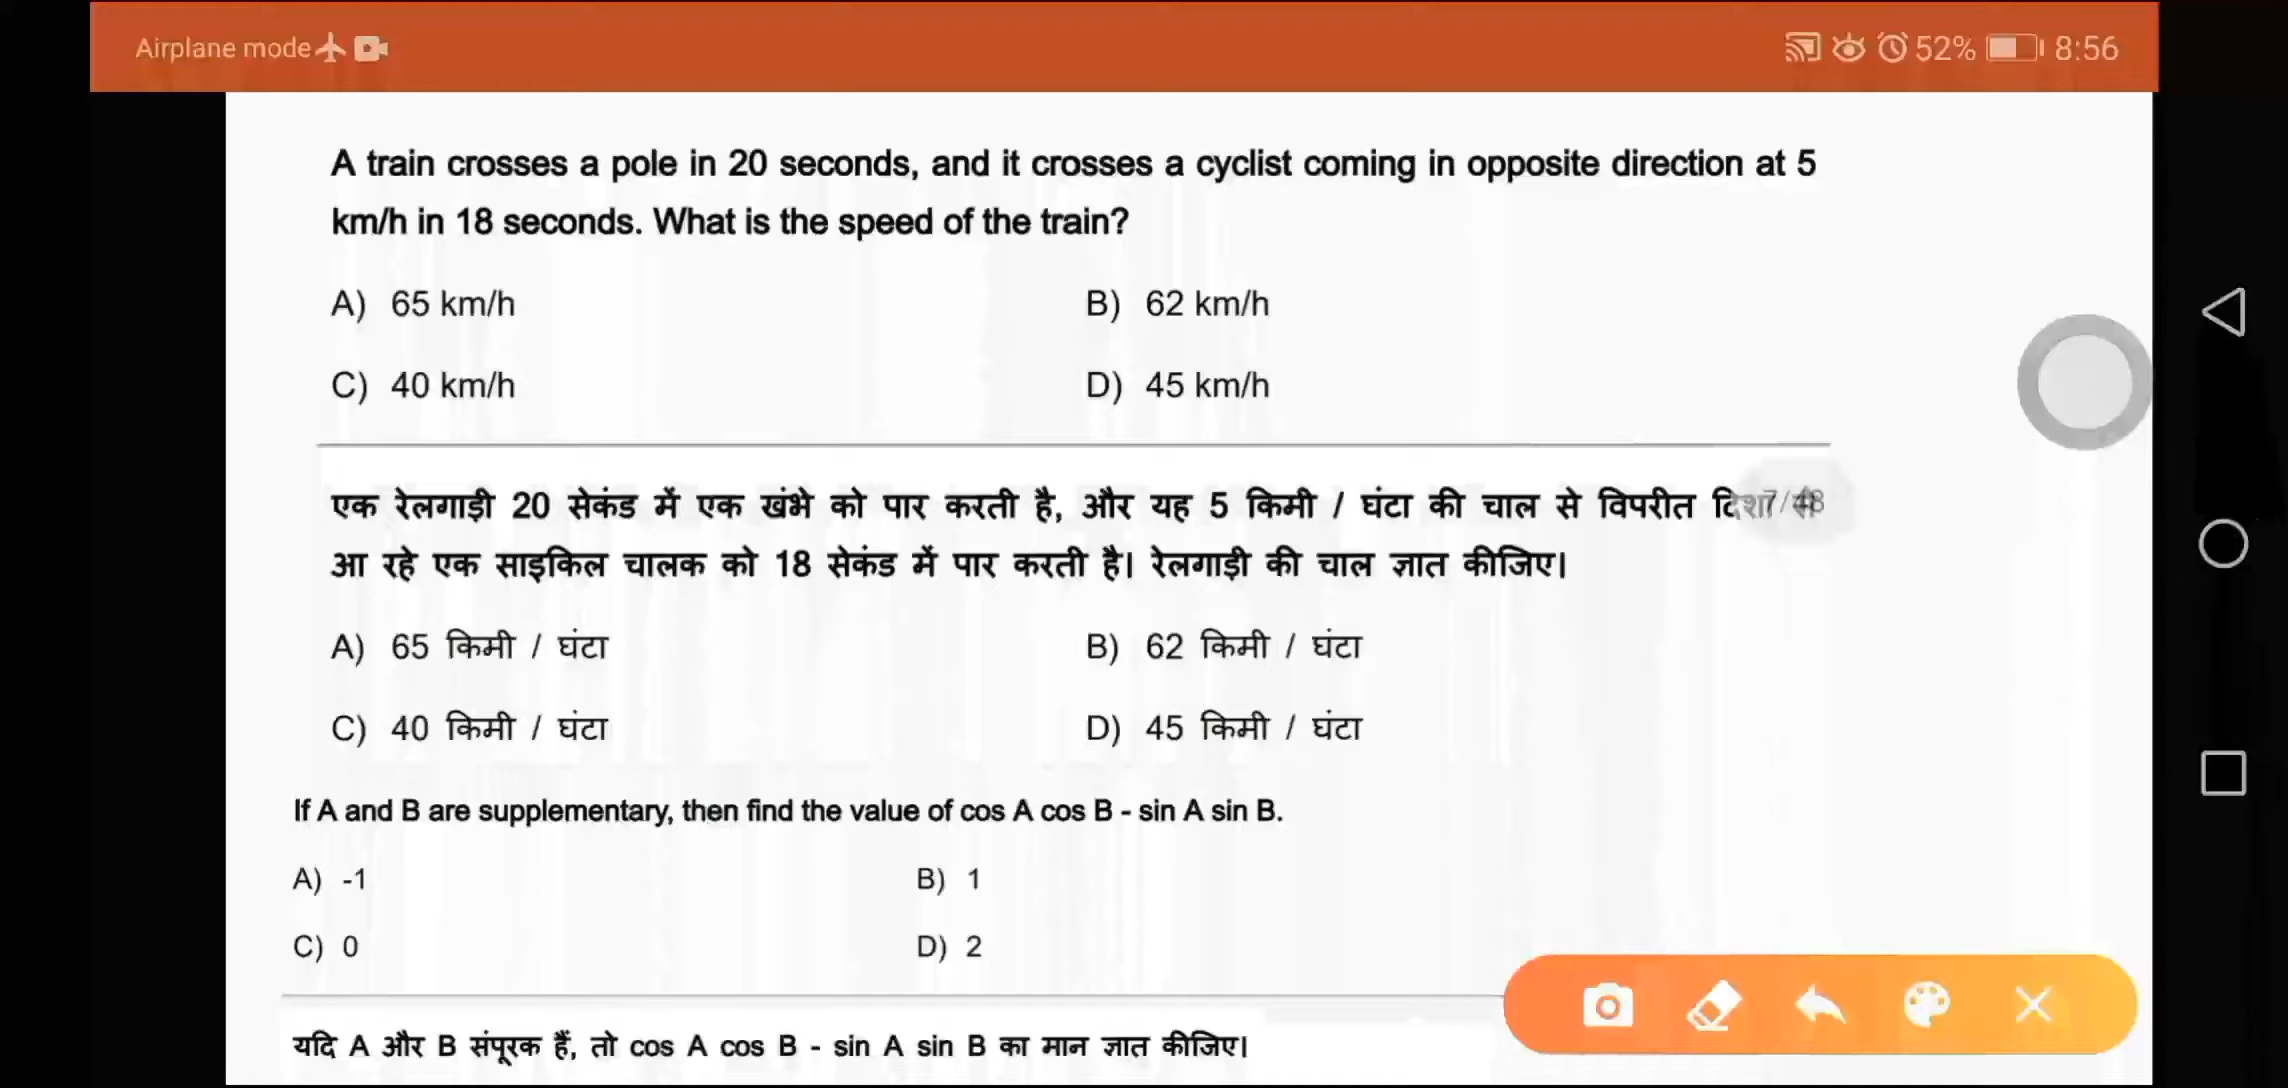 Airplane mode
52% 8:56
A train crosses a pole in 20 seconds, and it crosses a cyclist coming in opposite direction at 5
km/h in 18 seconds. What is the speed of the train?
A) 65 km/h B) 62 km/h
C) 40 km/h D) 45 km/h
एक रेलगाड़ी 20 सेकंड में एक खंभे को पार करती है, और यह 5 किमी / घंटा की चाल से विपरीत दिशा से
7/48
आ रहे एक साइकिल चालक को 18 सेकंड में पार करती है। रेलगाड़ी की चाल ज्ञात कीजिए।
A) 65 किमी / घंटा B) 62 किमी / घंटा
C) 40 किमी / घंटा D) 45 किमी / घंटा
If A and B are supplementary, then find the value of cos A cos B - sin A sin B.
A) -1 B) 1
C) 0 D) 2
यदि A और B संपूरक हैं, तो cos A cos B - sin A sin B का मान ज्ञात कीजिए।